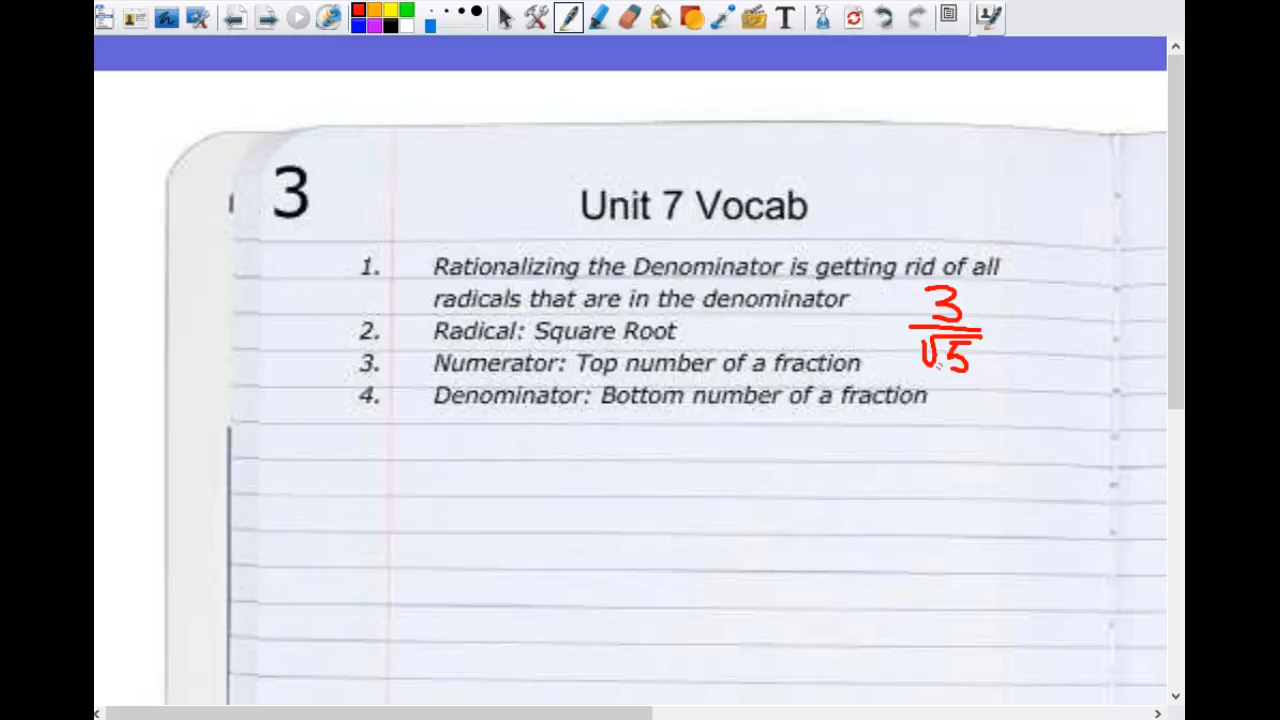 3 Unit 7 Vocab
1. Rationalizing the Denominator is getting rid of all
radicals that are in the denominator
2. Radical: Square Root
3. Numerator: Top number of a fraction
4. Denominator: Bottom number of a fraction
3
√5